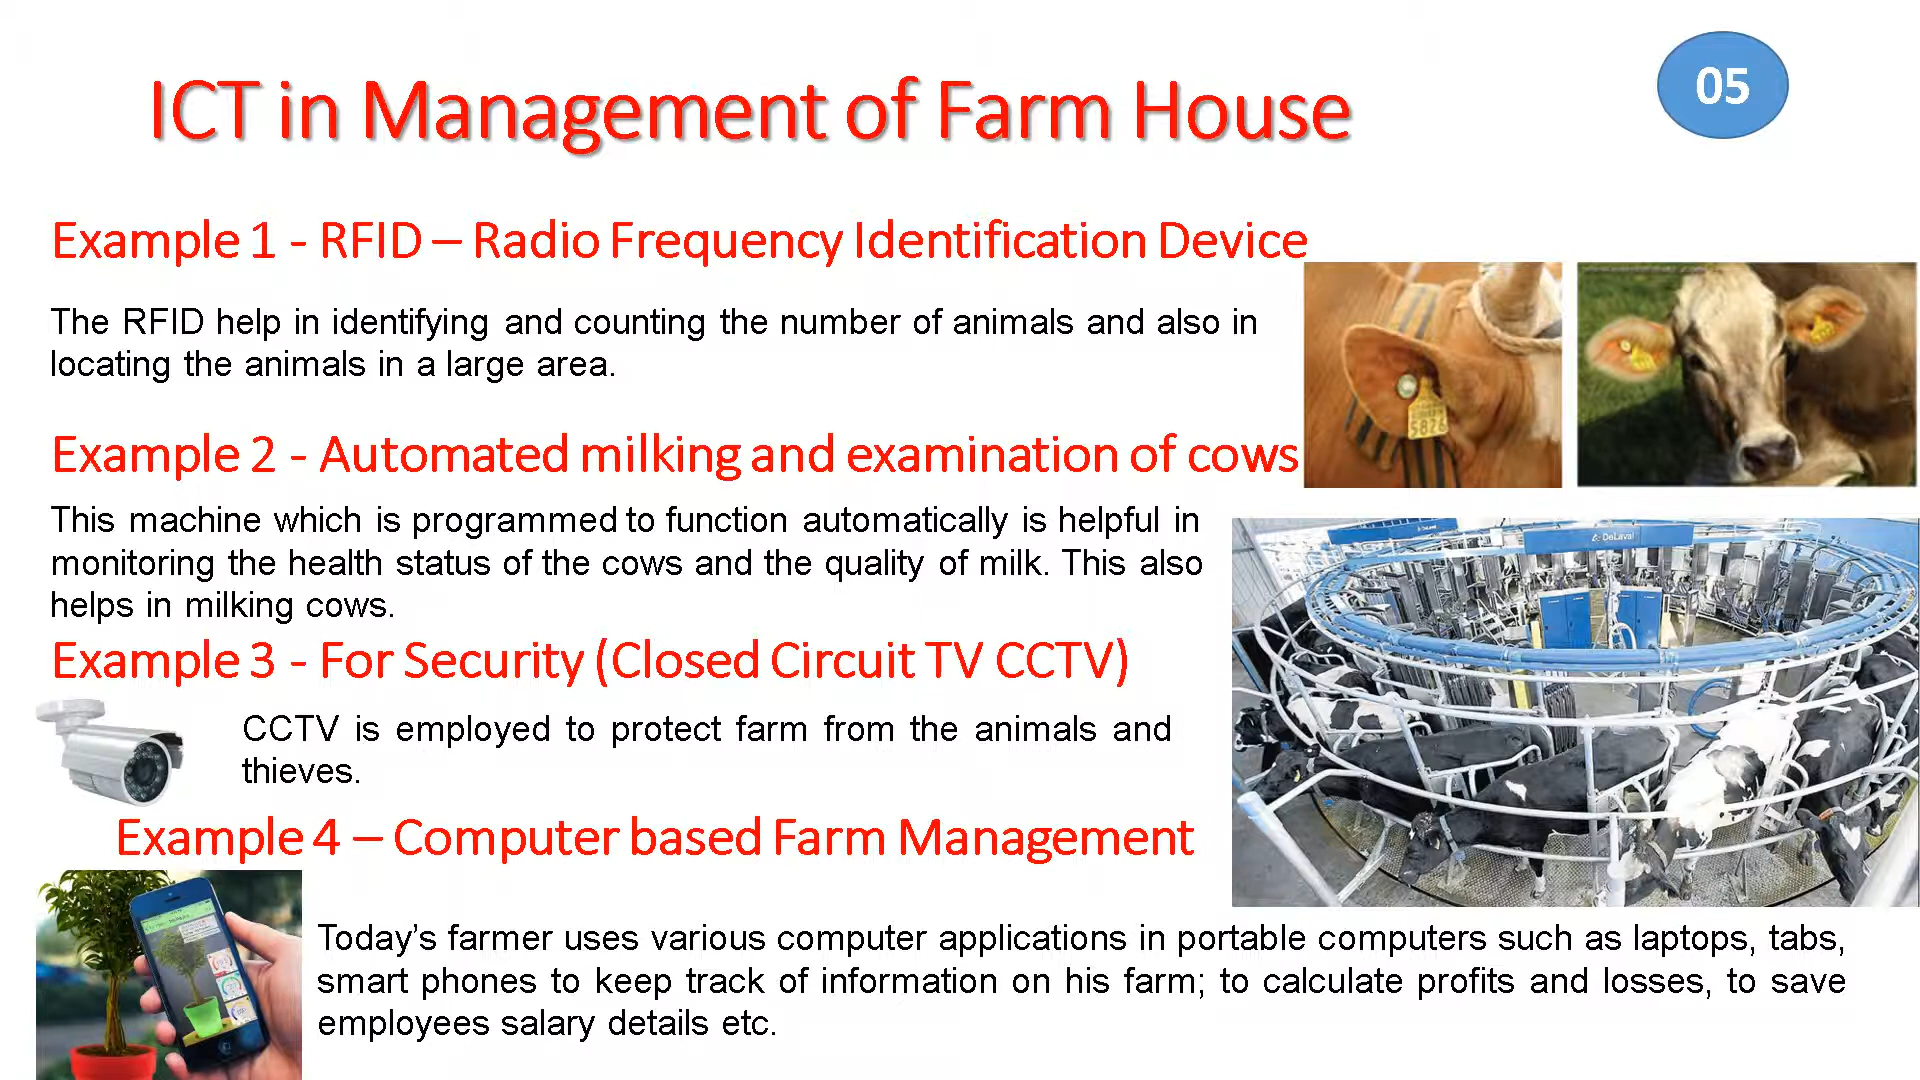 ICT in Management of Farm House
05
Example 1 - RFID – Radio Frequency Identification Device
The RFID help in identifying and counting the number of animals and also in
locating the animals in a large area.
5826
Example 2 - Automated milking and examination of cows
This machine which is programmed to function automatically is helpful in
monitoring the health status of the cows and the quality of milk. This also
helps in milking cows.
DeLaval
Example 3 - For Security (Closed Circuit TV CCTV)
CCTV is employed to protect farm from the animals and
thieves.
Example 4 – Computer based Farm Management
Today’s farmer uses various computer applications in portable computers such as laptops, tabs,
smart phones to keep track of information on his farm; to calculate profits and losses, to save
employees salary details etc.